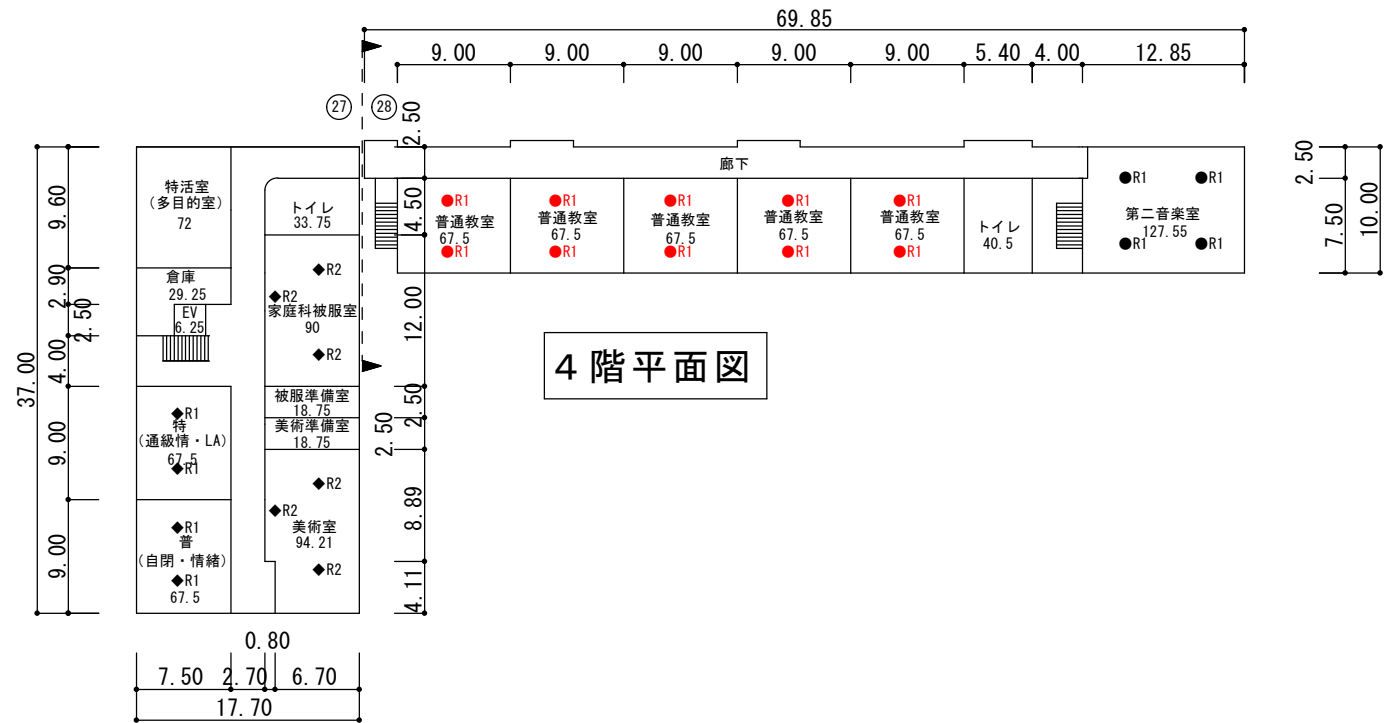 69.85
9.00 9.00 9.00 9.00 9.00 5.40 4.00 12.85
27 28
2.50
廊下
2.50
7.50
10.00
特活室
(多目的室)
72
トイレ
33.75
倉庫
29.25
EV
6.25
R2
R2
家庭科被服室
90
R2
被服準備室
18.75
美術準備室
18.75
R1
特
(通級情・LA)
67.5
R1
R2
R2
美術室
94.21
R2
R1
普
(自閉・情緒)
R1
67.5
R1
普通教室
67.5
R1
R1
普通教室
67.5
R1
R1
普通教室
67.5
R1
R1
普通教室
67.5
R1
R1
普通教室
67.5
R1
トイレ
40.5
R1 R1
第二音楽室
127.55
R1 R1
4階平面図
37.00
9.60
2.90
2.50
4.00
9.00
9.00
4.50
12.00
2.50
2.50
8.89
4.11
0.80
7.50 2.70 6.70
17.70